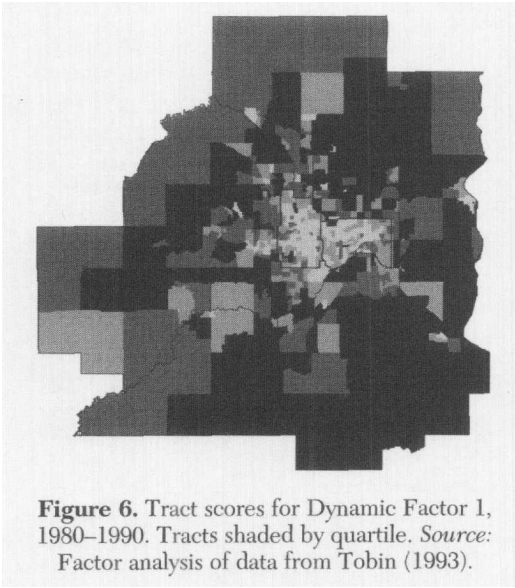 Figure 6. Tract scores for Dynamic Factor 1,
1980–1990. Tracts shaded by quartile. Source:
Factor analysis of data from Tobin (1993).